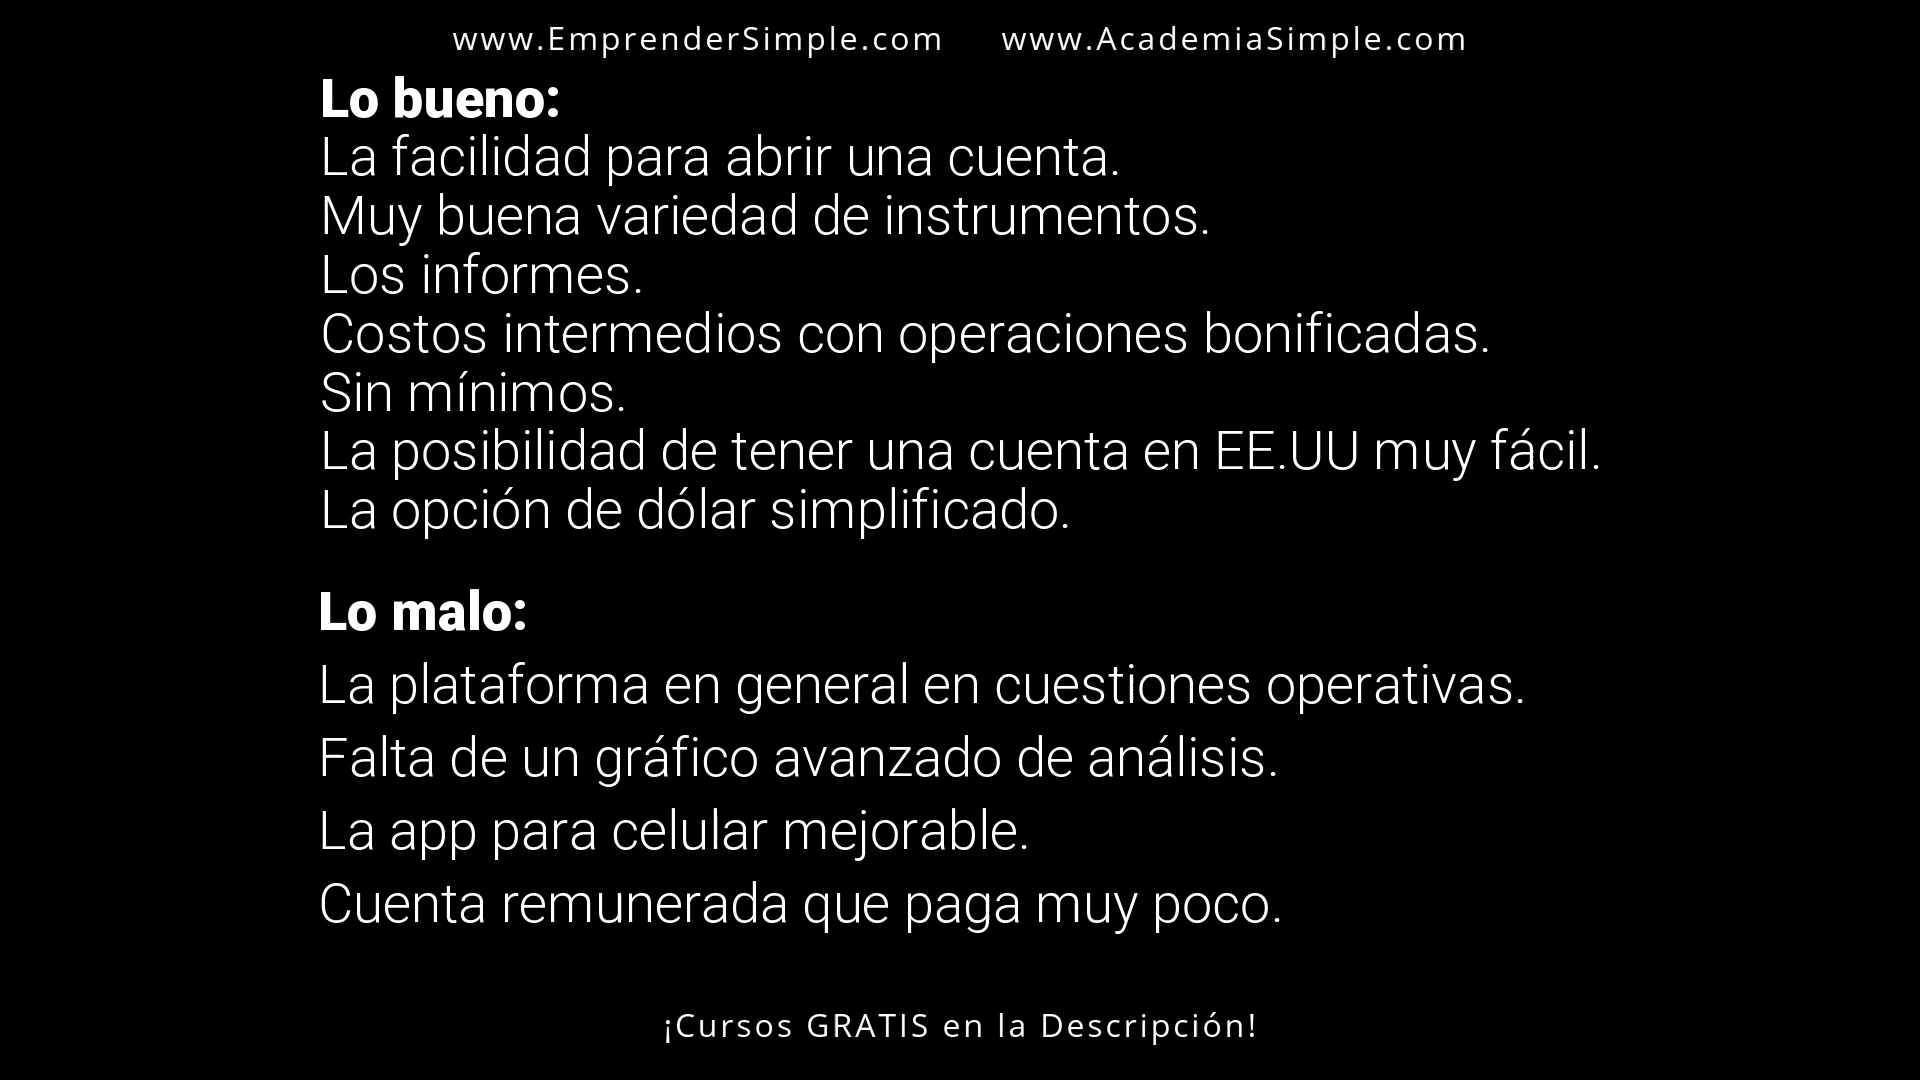 www.EmprenderSimple.com www.AcademiaSimple.com
Lo bueno:
La facilidad para abrir una cuenta.
Muy buena variedad de instrumentos.
Los informes.
Costos intermedios con operaciones bonificadas.
Sin mínimos.
La posibilidad de tener una cuenta en EE.UU muy fácil.
La opción de dólar simplificado.
Lo malo:
La plataforma en general en cuestiones operativas.
Falta de un gráfico avanzado de análisis.
La app para celular mejorable.
Cuenta remunerada que paga muy poco.
¡Cursos GRATIS en la Descripción!